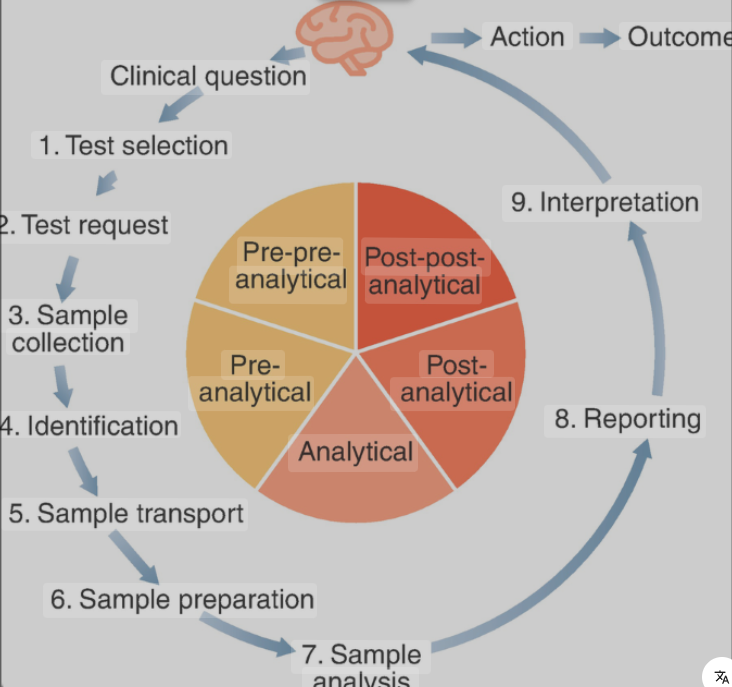 Action
Outcome
Clinical question
1. Test selection
2. Test request
3. Sample
collection
4. Identification
5. Sample transport
6. Sample preparation
7. Sample
analysis
8. Reporting
9. Interpretation
Pre-pre-
analytical
Pre-
analytical
Analytical
Post-
analytical
Post-post-
analytical